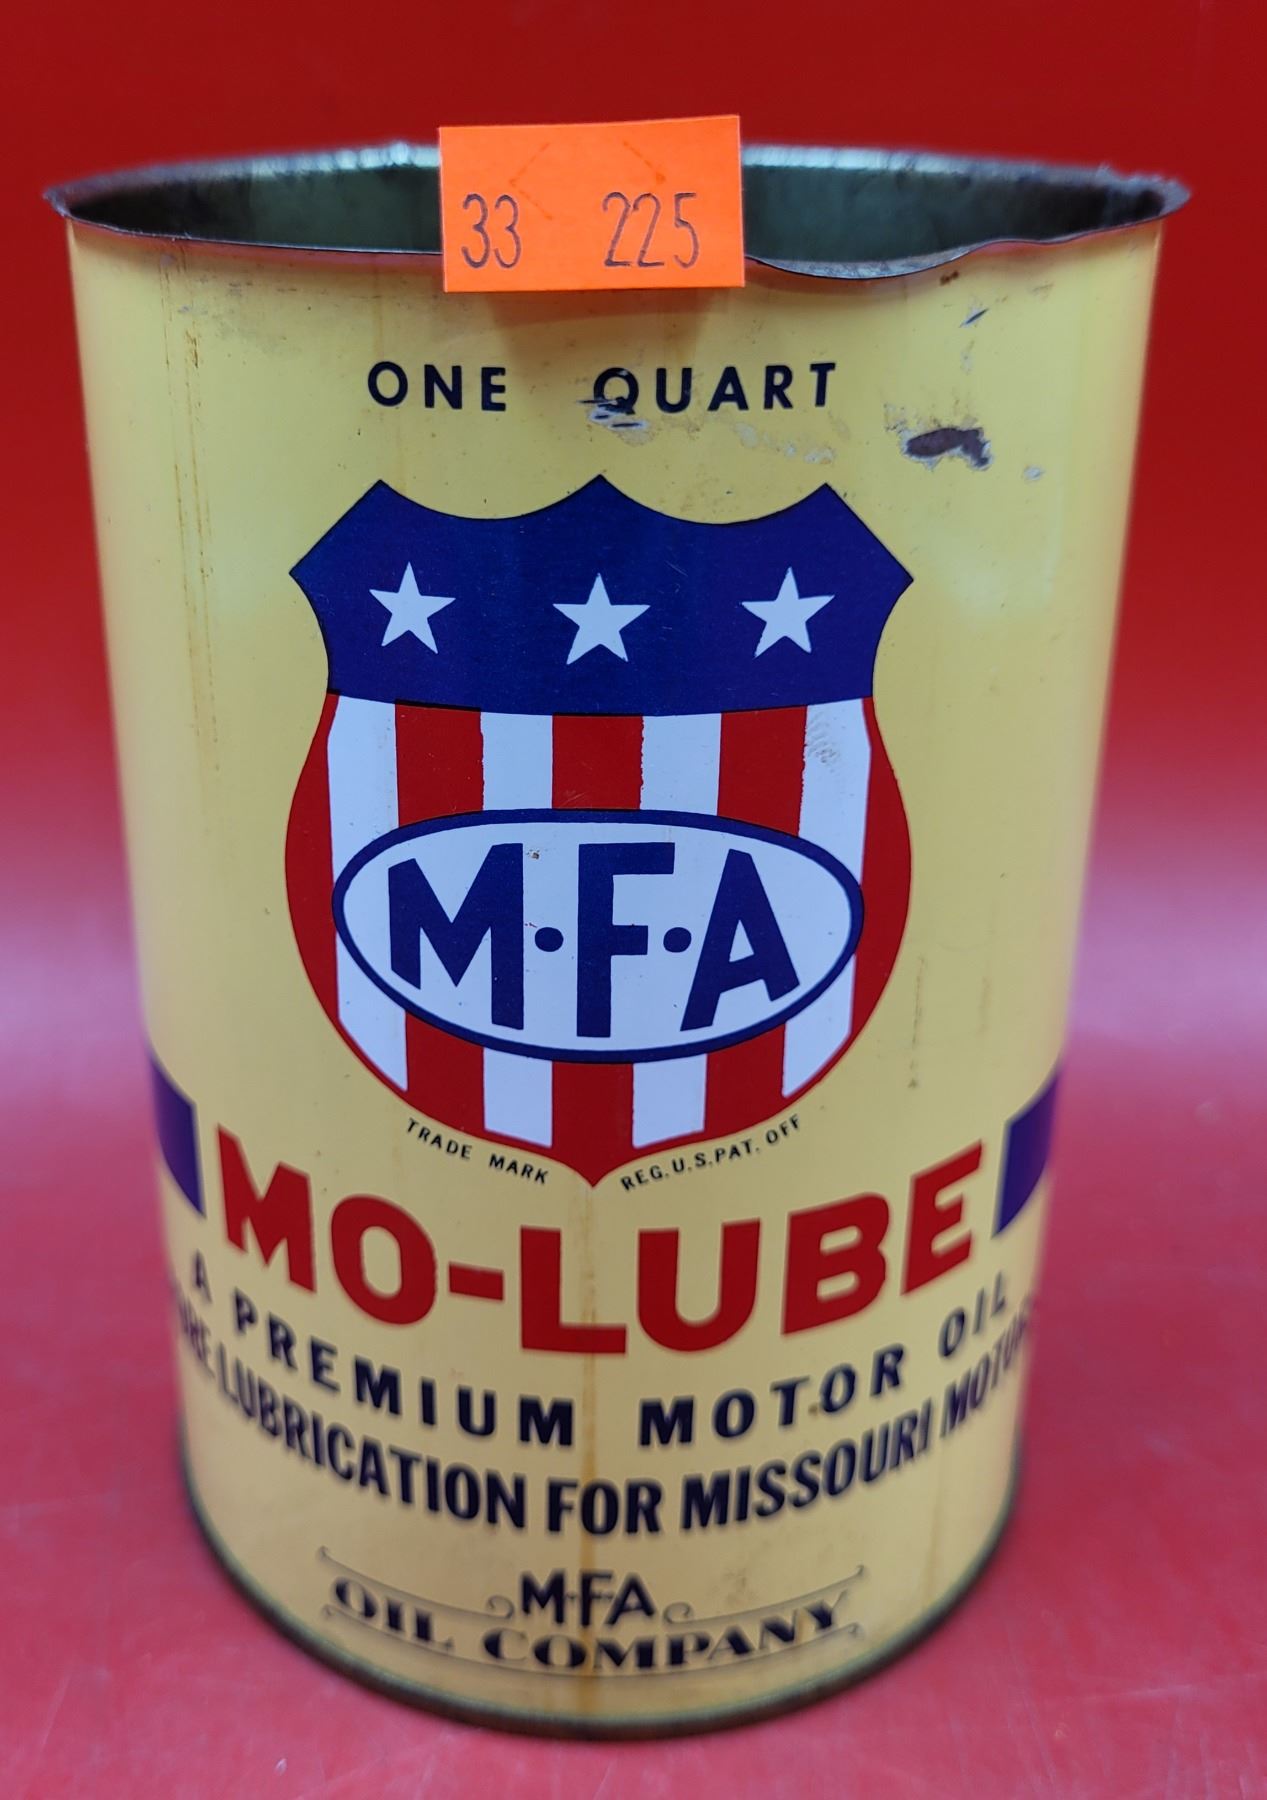 33 225
ONE QUART
M·F·A
TRADE MARK REG. U.S. PAT. OFF
MO-LUBE
A PREMIUM MOTOR OIL
LUBRICATION FOR MISSOURI
M·F·A
OIL COMPANY